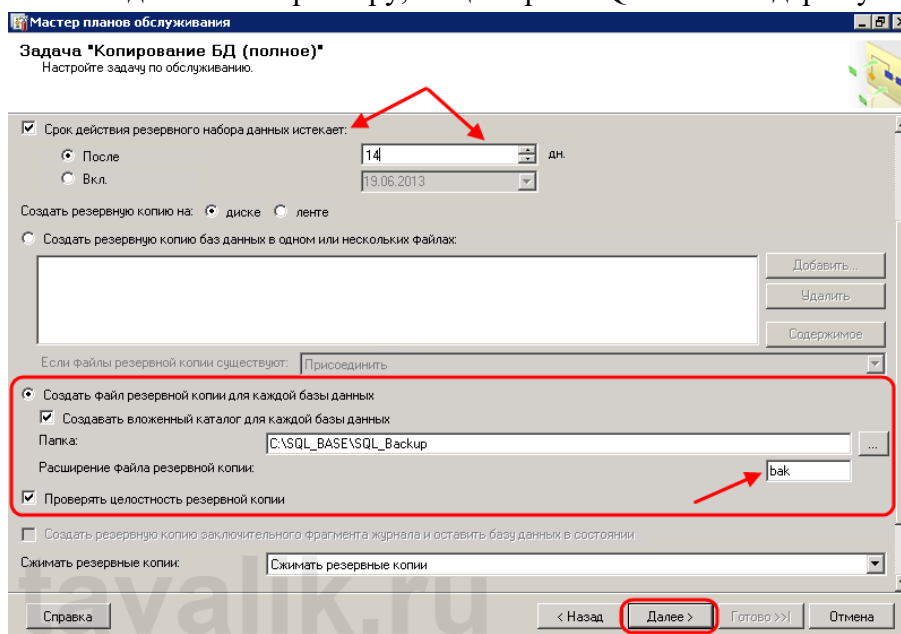 Мастер планов обслуживания
Задача "Копирование БД (полное)"
Настройте задачу по обслуживанию.
Срок действия резервного набора данных истекает:
После 14 дн.
Вкл. 19.06.2013
Создать резервную копию на: диске ленте
Создать резервную копию баз данных в одном или нескольких файлах:
Добавить...
Удалить
Содержимое
Если файлы резервной копии существуют: Присоединить
Создать файл резервной копии для каждой базы данных
Создавать вложенный каталог для каждой базы данных
Папка: C:\SQL_BASE\SQL_Backup ...
Расширение файла резервной копии: bak
Проверять целостность резервной копии
Создать резервную копию заключительного фрагмента журнала и оставить базу данных в состоянии
Сжимать резервные копии: Сжимать резервные копии
tavalik.ru
Справка < Назад Далее > Готово >>| Отмена